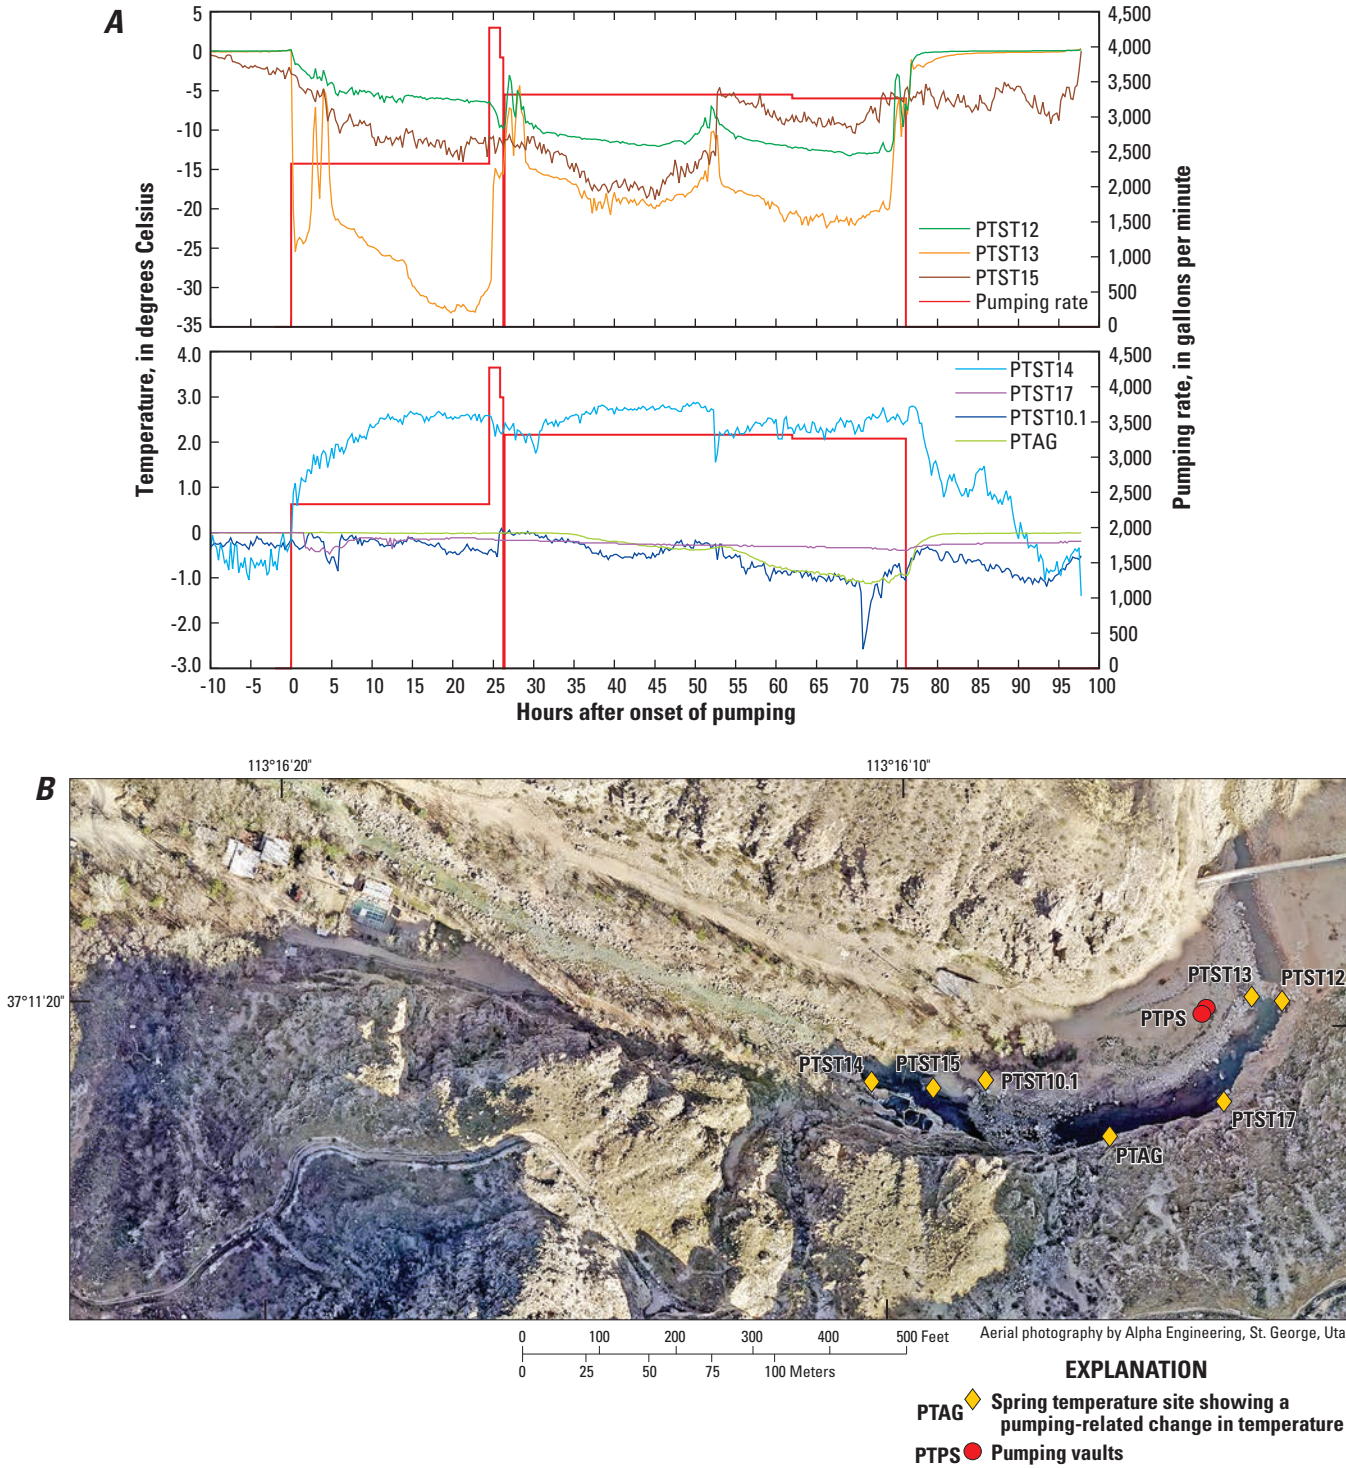 A
5
0
-5
-10
-15
-20
-25
-30
-35
4,500
4,000
3,500
3,000
2,500
2,000
1,500
1,000
500
0
PTST12
PTST13
PTST15
Pumping rate
Temperature, in degrees Celsius
Pumping rate, in gallons per minute
4.0
3.0
2.0
1.0
0
-1.0
-2.0
-3.0
4,500
4,000
3,500
3,000
2,500
2,000
1,500
1,000
500
0
PTST14
PTST17
PTST10.1
PTAG
-10 -5 0 5 10 15 20 25 30 35 40 45 50 55 60 65 70 75 80 85 90 95 100
Hours after onset of pumping
B
113°16'20" 113°16'10"
37°11'20"
PTST13
PTST12
PTPS
PTST14 PTST15
PTST10.1
PTST17
PTAG
0 100 200 300 400 500 Feet
0 25 50 75 100 Meters
Aerial photography by Alpha Engineering, St. George, Uta
EXPLANATION
PTAG Spring temperature site showing a
pumping-related change in temperature
PTPS Pumping vaults